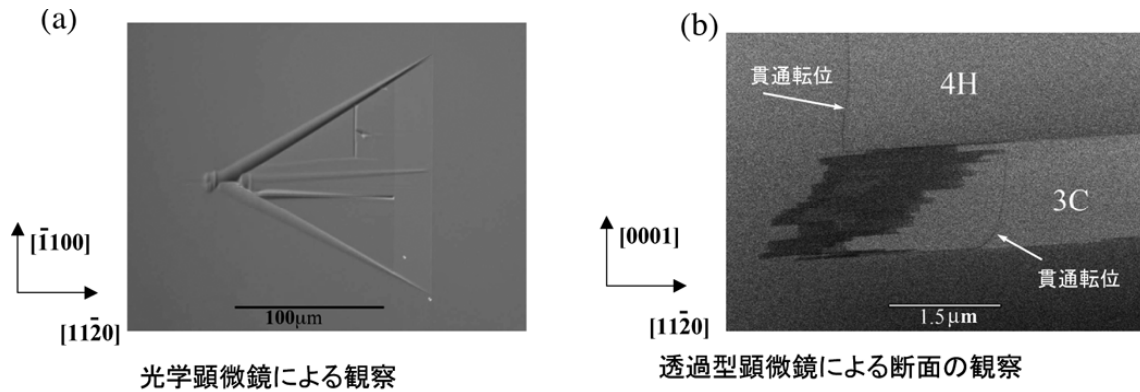 (a)
[1̄100]
[112̄0]
100μm
光学顕微鏡による観察
(b)
貫通転位
4H
3C
貫通転位
[0001]
[112̄0]
1.5 μm
透過型顕微鏡による断面の観察